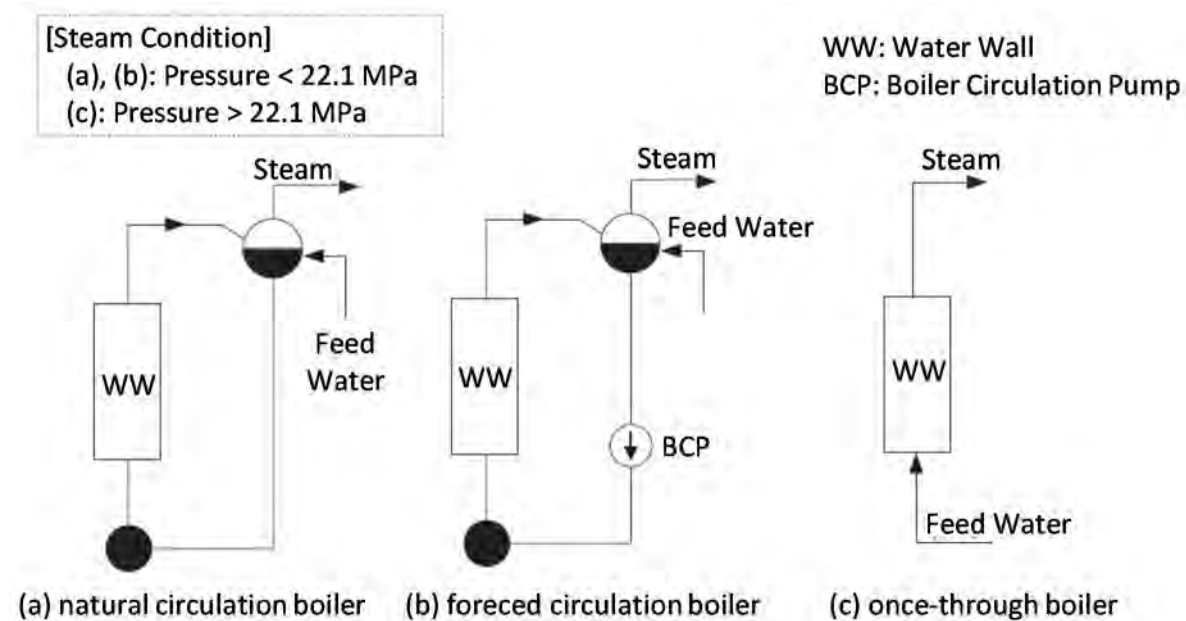 [Steam Condition]
(a), (b): Pressure < 22.1 MPa
(c): Pressure > 22.1 MPa
WW: Water Wall
BCP: Boiler Circulation Pump
Steam
Feed
Water
WW
(a) natural circulation boiler
Steam
Feed Water
WW
BCP
(b) foreced circulation boiler
Steam
WW
Feed Water
(c) once-through boiler